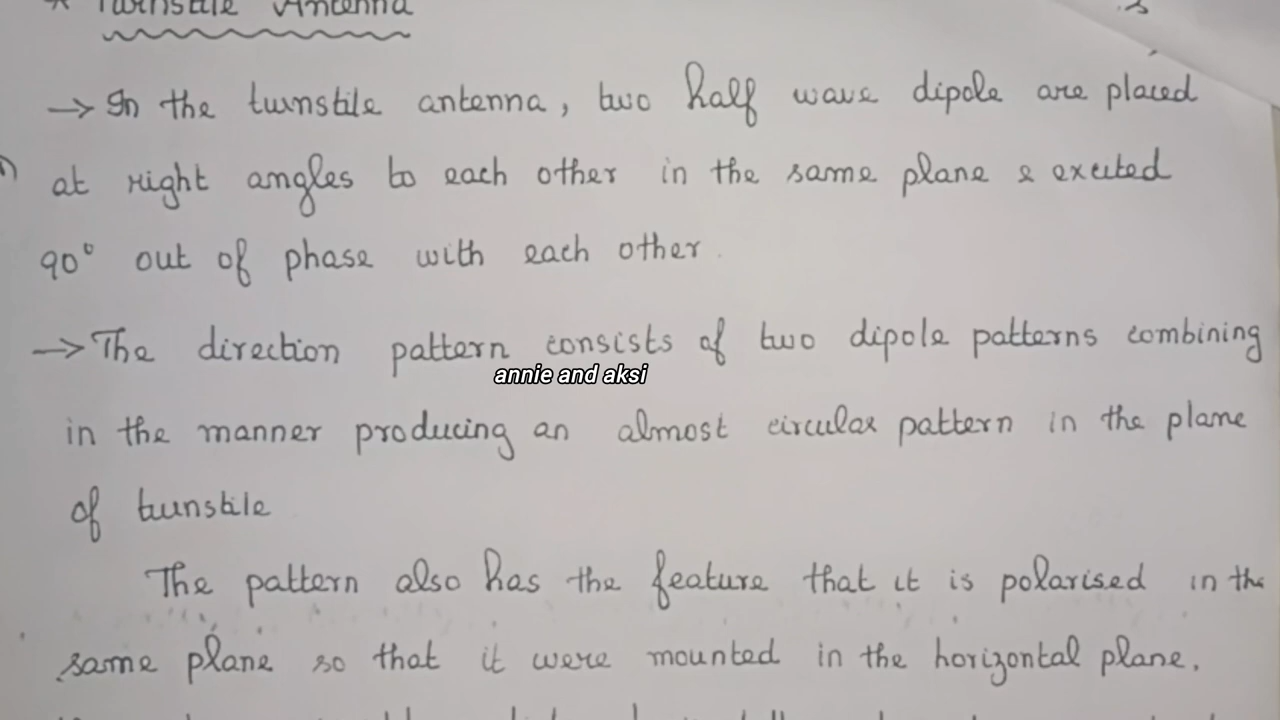 * Turnstile Antenna
→ In the turnstile antenna, two half wave dipole are placed
at right angles to each other in the same plane & excited
90° out of phase with each other.
→ The direction pattern consists of two dipole patterns combining
annie and aksi
in the manner producing an almost circular pattern in the plane
of turnstile
The pattern also has the feature that it is polarised in the
same plane so that it were mounted in the horizontal plane.